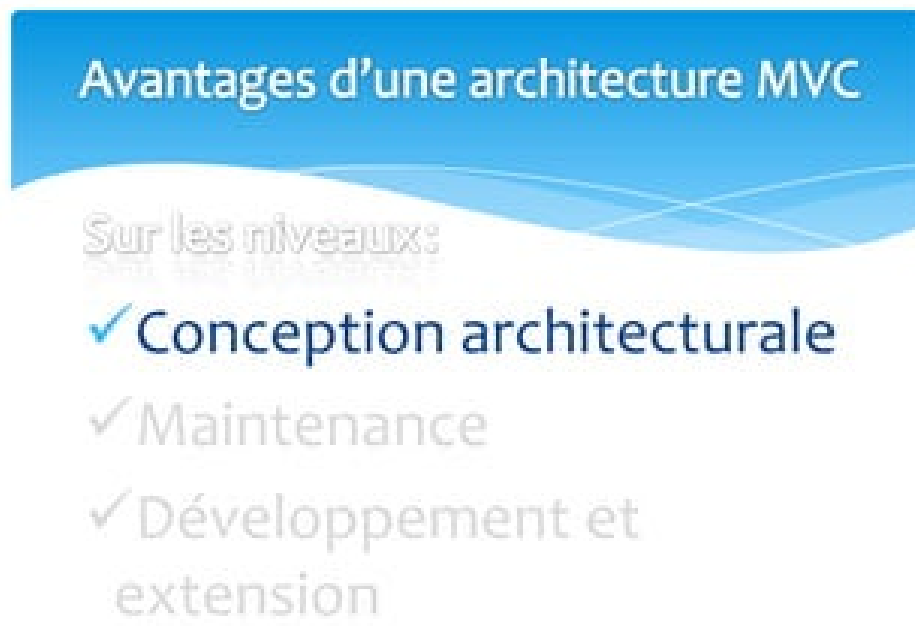 Avantages d'une architecture MVC
Sur les niveaux:
Conception architecturale
Maintenance
Développement et
extension